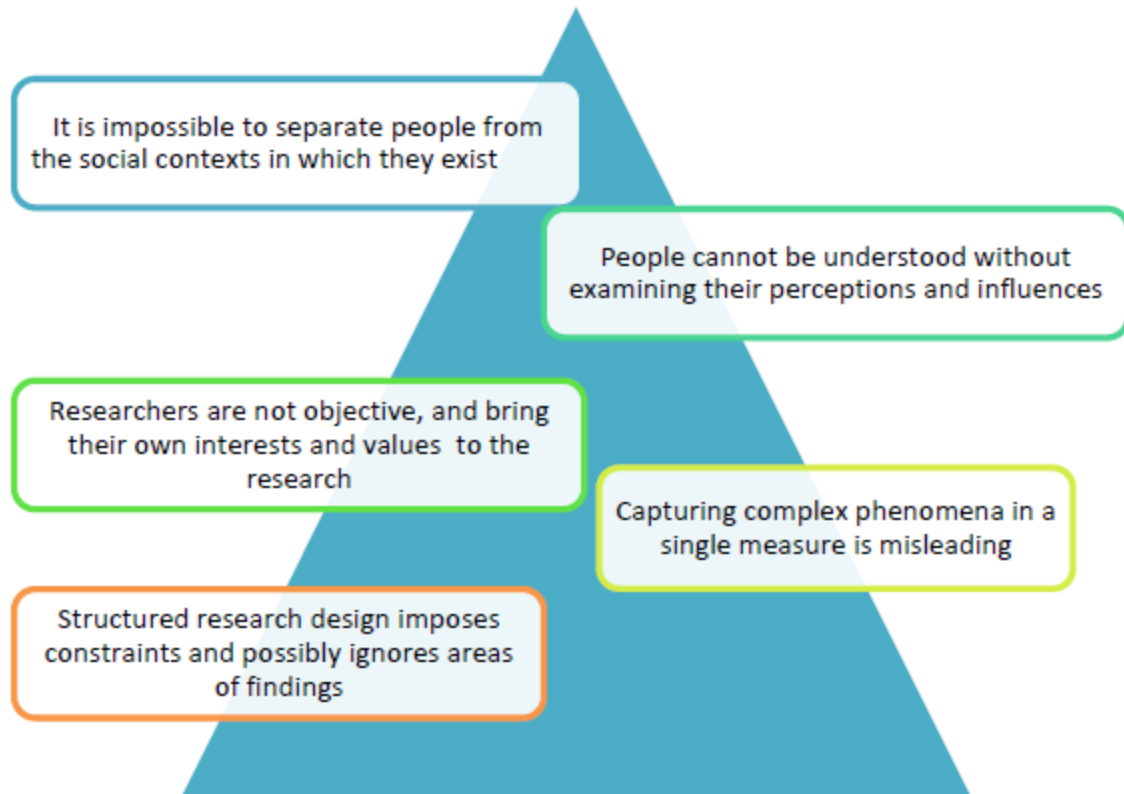 It is impossible to separate people from
the social contexts in which they exist
People cannot be understood without
examining their perceptions and influences
Researchers are not objective, and bring
their own interests and values  to the
research
Capturing complex phenomena in a
single measure is misleading
Structured research design imposes
constraints and possibly ignores areas
of findings